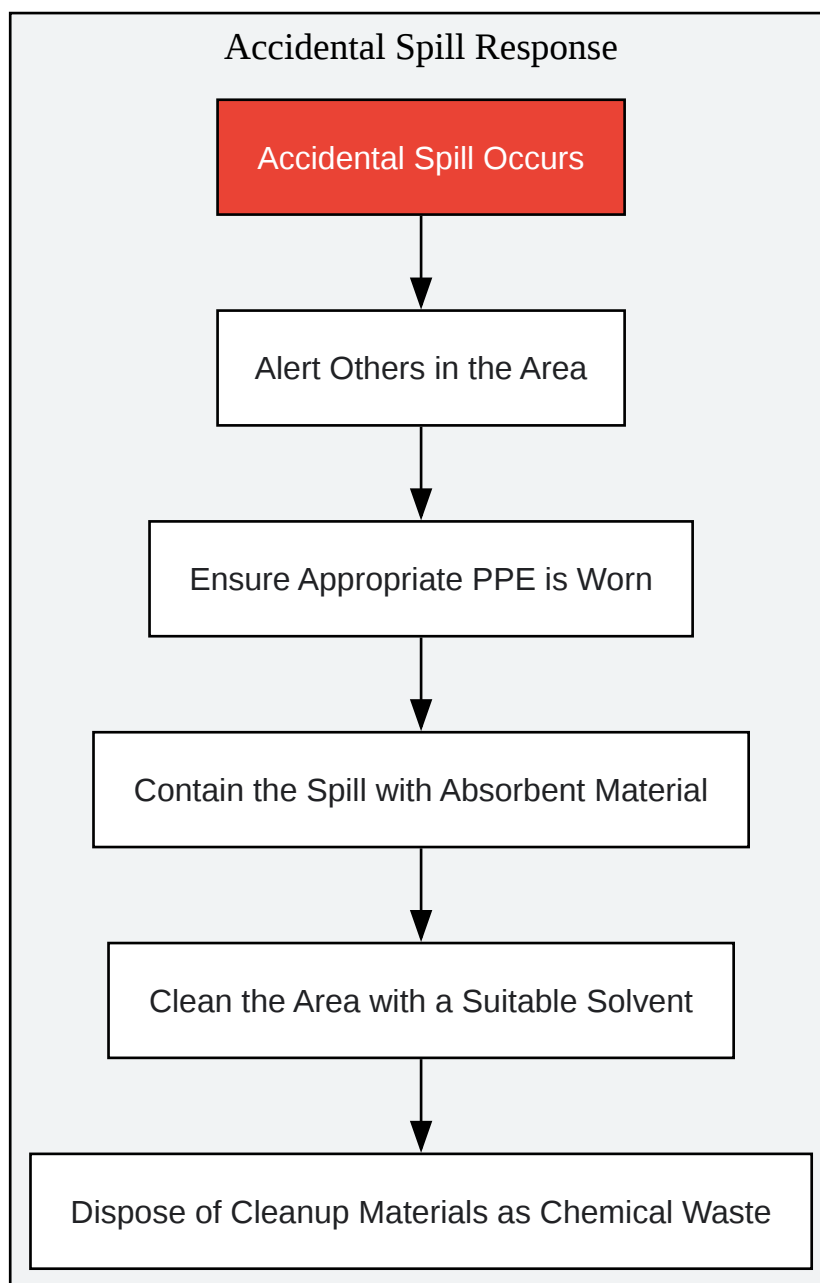 Accidental Spill Response
Accidental Spill Occurs
Alert Others in the Area
Ensure Appropriate PPE is Worn
Contain the Spill with Absorbent Material
Clean the Area with a Suitable Solvent
Dispose of Cleanup Materials as Chemical Waste